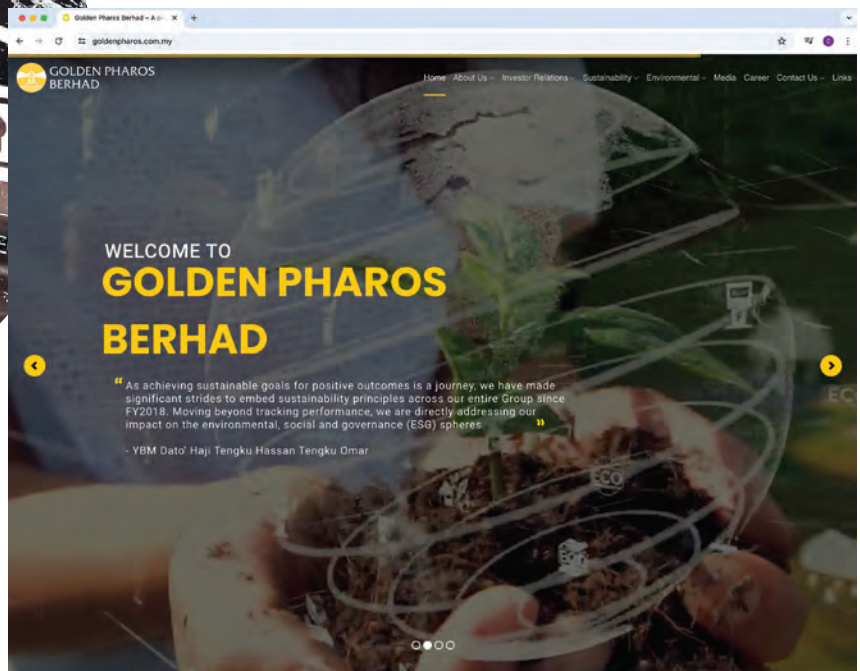 Golden Pharos Berhad – A
goldenpharos.com.my
GOLDEN PHAROS
BERHAD
Home About Us Investor Relations Sustainability Environmental Media Career Contact Us Links
WELCOME TO
GOLDEN PHAROS
BERHAD
“ As achieving sustainable goals for positive outcomes is a journey, we have made
significant strides to embed sustainability principles across our entire Group since
FY2018. Moving beyond tracking performance, we are directly addressing our
impact on the environmental, social and governance (ESG) spheres. ”
- YBM Dato' Haji Tengku Hassan Tengku Omar
EC
ECO